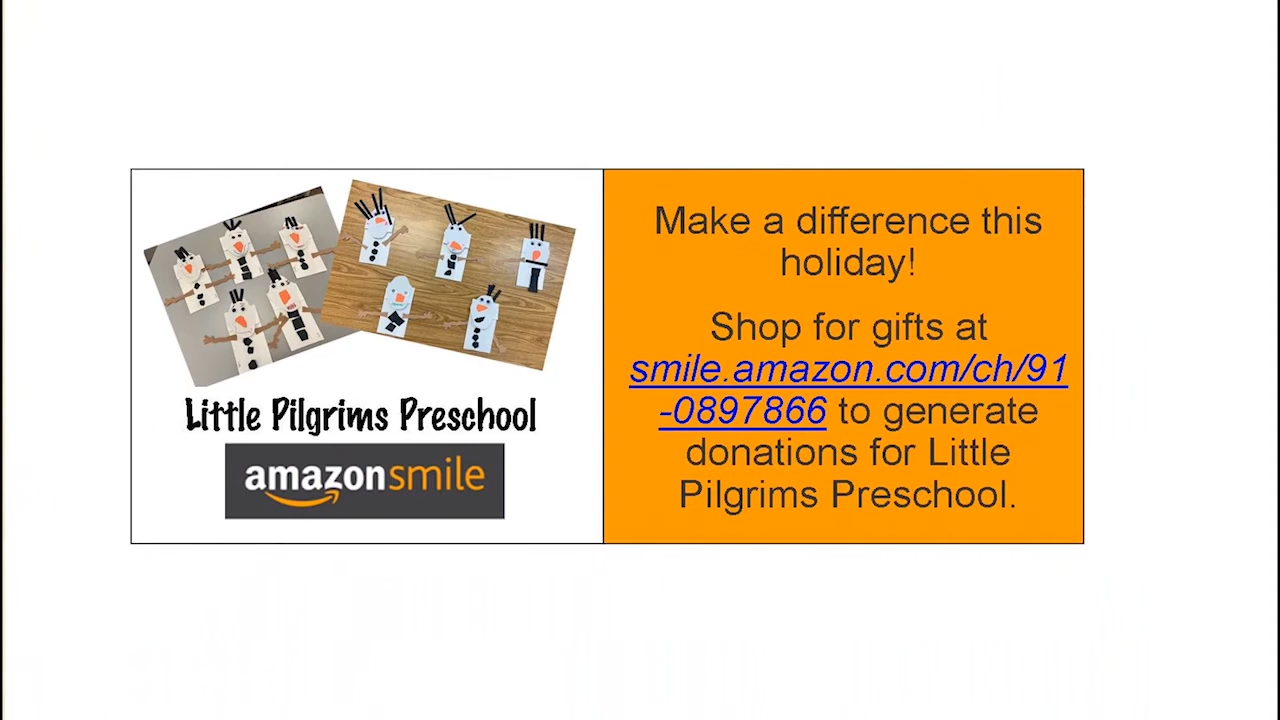 Little Pilgrims Preschool
amazonsmile
Make a difference this
holiday!
Shop for gifts at
smile.amazon.com/ch/91
-0897866 to generate
donations for Little
Pilgrims Preschool.